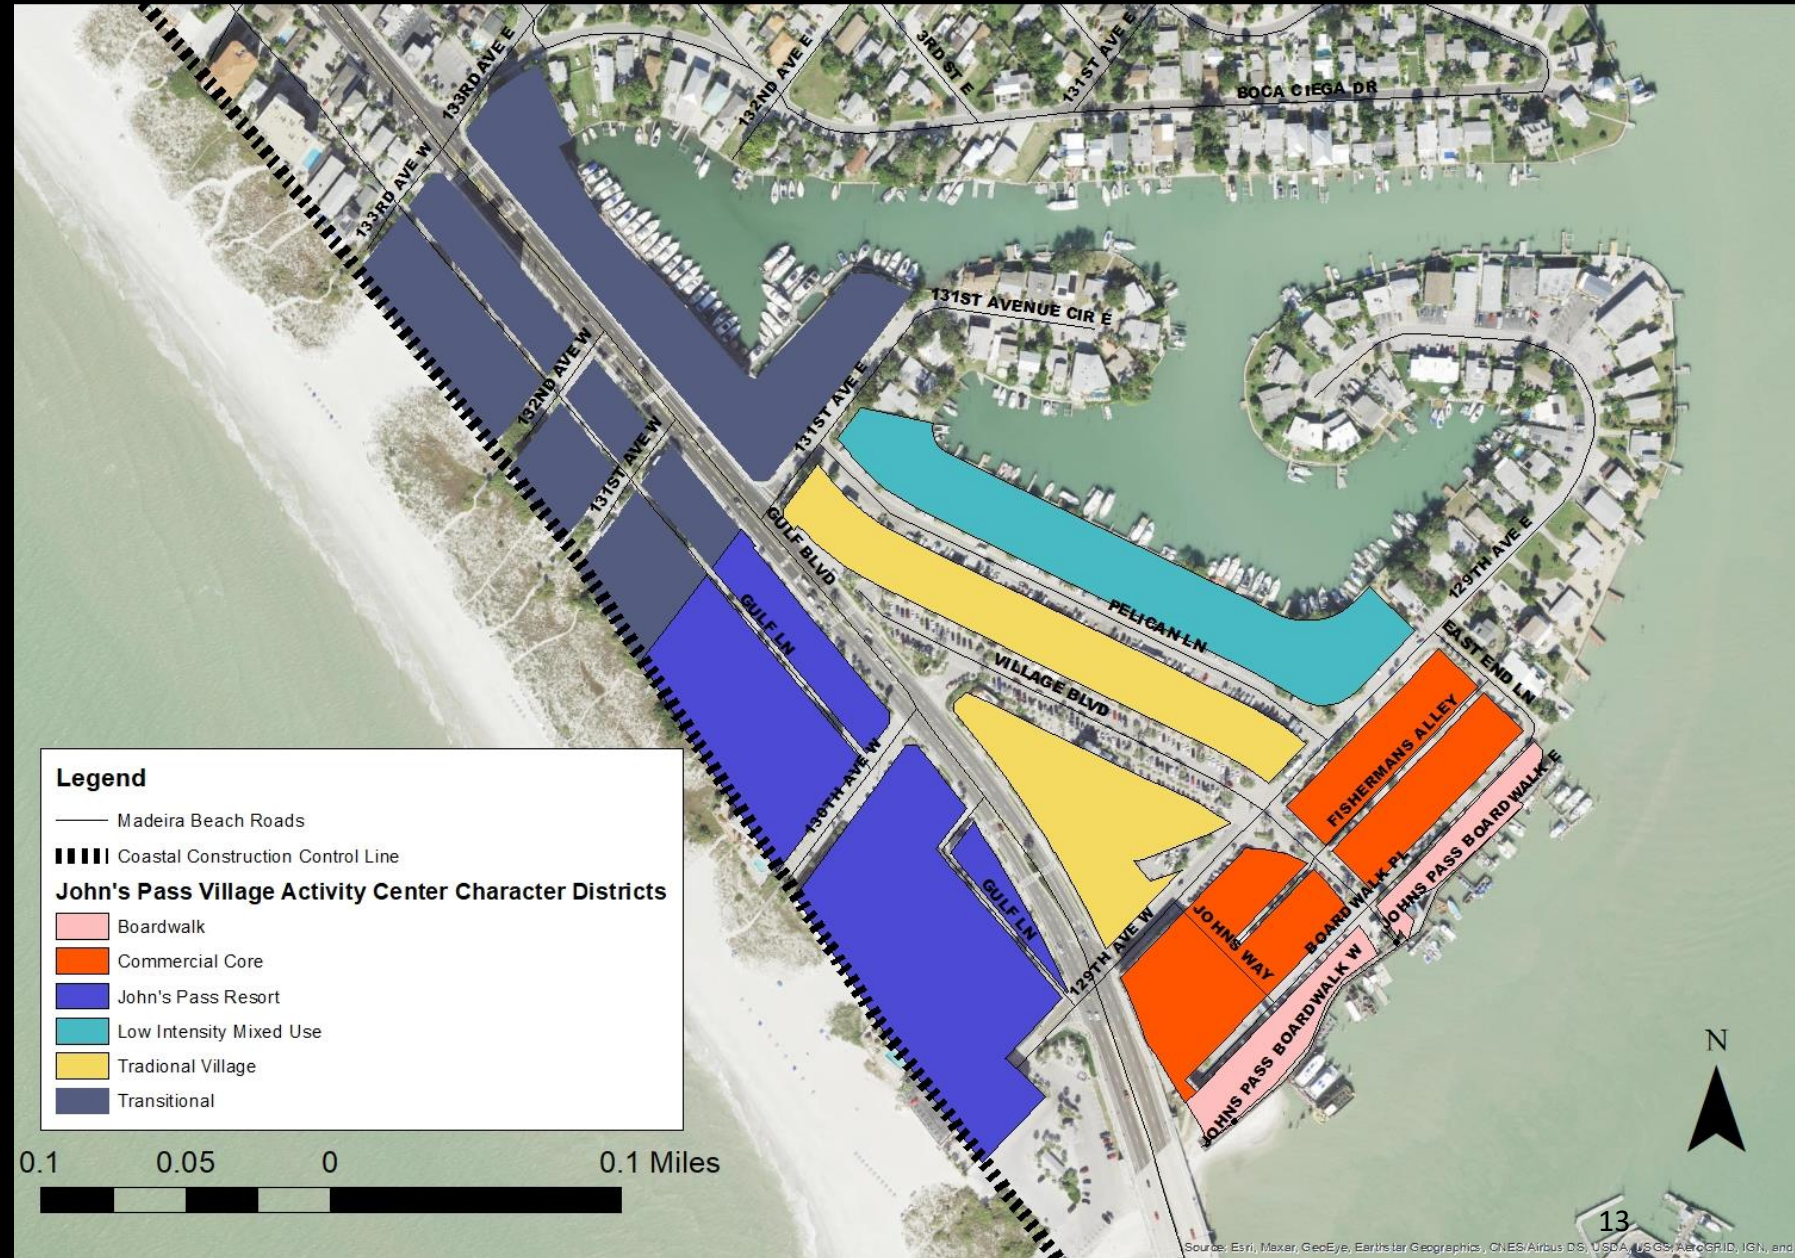 133RD AVE E
132ND AVE E
3RD ST E
131ST AVE E
BOCA CIEGA DR
133RD AVE W
131ST AVENUE CIR E
132ND AVE W
131ST AVE E
131ST AVE W
GULF BLVD
129TH AVE E
GULF LN
PELICAN LN
EAST END LN
VILLAGE BLVD
FISHERMANS ALLEY
130TH AVE W
JOHNS PASS BOARDWALK E
BOARDWALK PL
GULF LN
JOHNS WAY
129TH AVE W
JOHNS PASS BOARDWALK W
Legend
Madeira Beach Roads
Coastal Construction Control Line
John's Pass Village Activity Center Character Districts
Boardwalk
Commercial Core
John's Pass Resort
Low Intensity Mixed Use
Tradional Village
Transitional
0.1 0.05 0 0.1 Miles
N
13
Source: Esri, Maxar, GeoEye, Earthstar Geographics, CNES/Airbus DS, USDA, USGS, AeroGRID, IGN, and